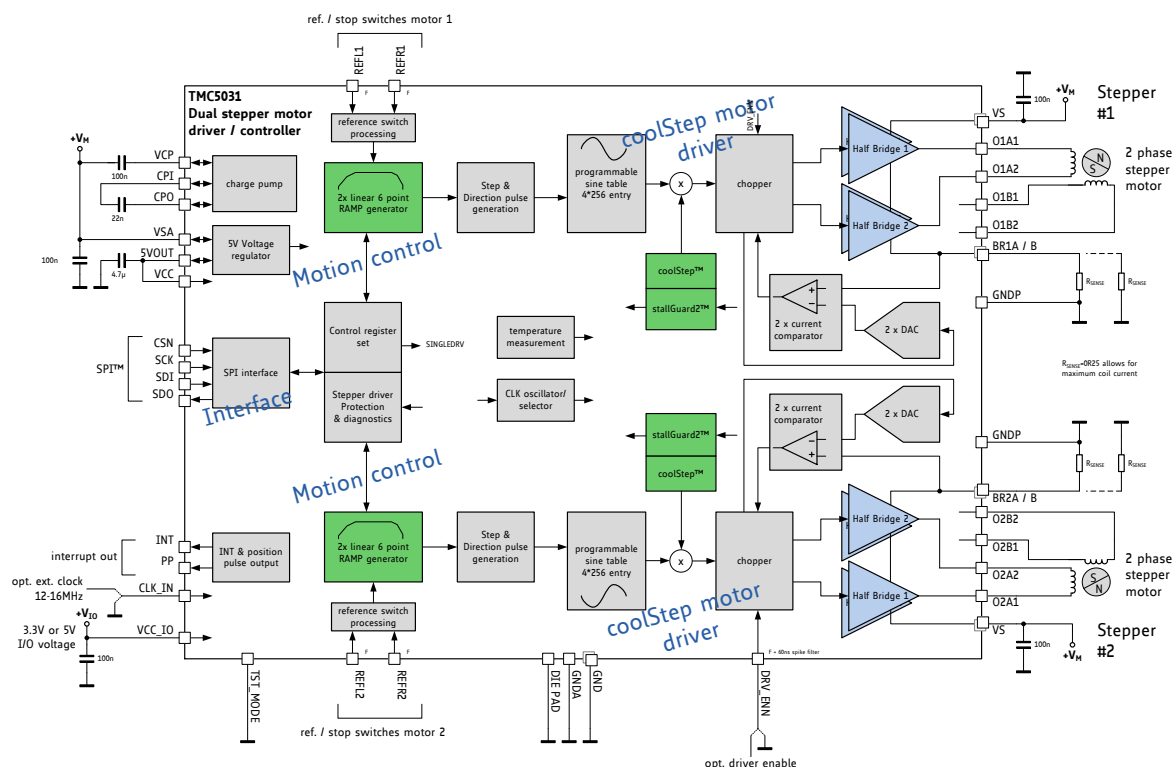 ref. / stop switches motor 1
REFL1
REFR1
F
F
TMC5031
Dual stepper motor
driver / controller
reference switch
processing
coolStep motor
driver
+VM
VCP
100n
CPI
CPO
22n
charge pump
VSA
5VOUT
VCC
100n
4.7µ
5V Voltage
regulator
2x linear 6 point
RAMP generator
Motion control
Step &
Direction pulse
generation
programmable
sine table
4*256 entry
x
chopper
Half Bridge 1
Half Bridge 2
coolStep™
stallGuard2™
+
−
2 x current
comparator
2 x DAC
VS
100n
+VM
Stepper
#1
O1A1
O1A2
O1B1
O1B2
BR1A / B
GNDP
N
S
2 phase
stepper
motor
RSENSE
RSENSE
RSENSE=0R25 allows for
maximum coil current
SPI™
CSN
SCK
SDI
SDO
SPI interface
Interface
Control register
set
SINGLEDRV
Stepper driver
Protection
& diagnostics
temperature
measurement
CLK oscillator/
selector
Motion control
stallGuard2™
coolStep™
2 x current
comparator
−
+
2 x DAC
GNDP
RSENSE
RSENSE
BR2A / B
O2B2
O2B1
O2A2
O2A1
VS
interrupt out
INT
PP
INT & position
pulse output
opt. ext. clock
12-16MHz
CLK_IN
+VIO
3.3V or 5V
I/O voltage
VCC_IO
100n
2x linear 6 point
RAMP generator
Step &
Direction pulse
generation
programmable
sine table
4*256 entry
x
chopper
Half Bridge 2
Half Bridge 1
S
N
2 phase
stepper
motor
reference switch
processing
coolStep motor
driver
100n
+VM
Stepper
#2
F
F
F = 60ns spike filter
TST_MODE
REFL2
REFR2
DIE PAD
GNDA
GND
DRV_ENN
ref. / stop switches motor 2
opt. driver enable